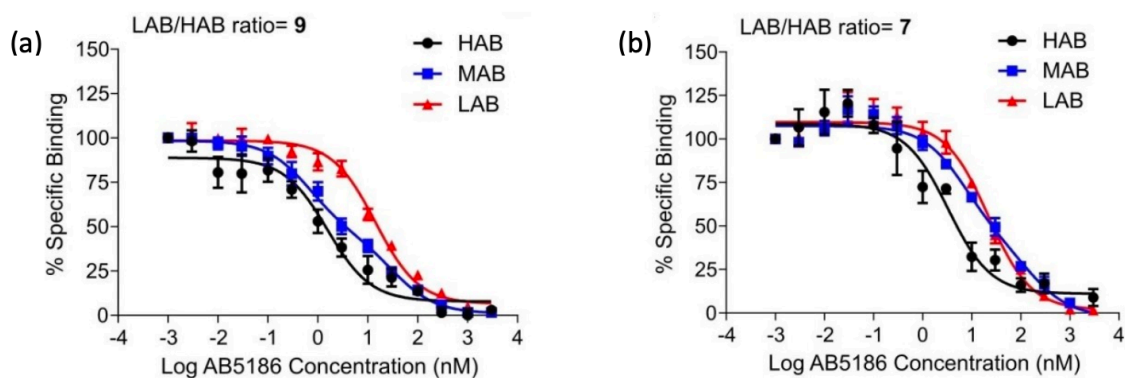 (a)
LAB/HAB ratio= 9
HAB
MAB
LAB
% Specific Binding
150
125
100
75
50
25
0
-4 -3 -2 -1 0 1 2 3 4
Log AB5186 Concentration (nM)
(b)
LAB/HAB ratio= 7
HAB
MAB
LAB
% Specific Binding
150
125
100
75
50
25
0
-4 -3 -2 -1 0 1 2 3 4
Log AB5186 Concentration (nM)